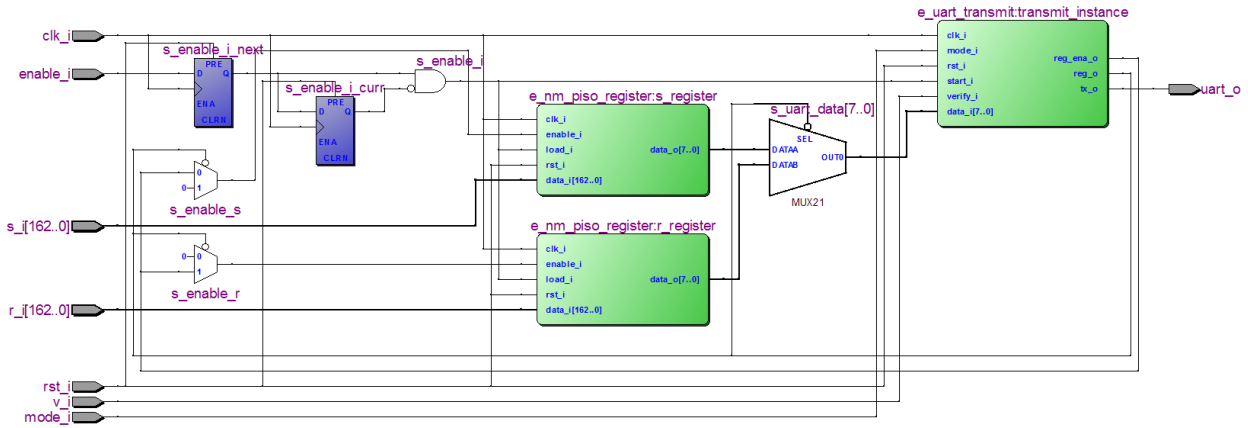 e_uart_transmit:transmit_instance
clk_i
enable_i
s_enable_i_next
PRE
D
Q
ENA
CLRN
s_enable_i_curr
PRE
D
Q
ENA
CLRN
s_enable_i
0
0
1
s_enable_s
0
0
1
s_enable_r
s_i[162..0]
r_i[162..0]
rst_i
v_i
mode_i
e_nm_piso_register:s_register
clk_i
enable_i
load_i
rst_i
data_i[162..0]
data_o[7..0]
e_nm_piso_register:r_register
clk_i
enable_i
load_i
rst_i
data_i[162..0]
data_o[7..0]
s_uart_data[7..0]
SEL
DATAA
DATAB
OUT0
MUX21
clk_i
mode_i
rst_i
start_i
verify_i
data_i[7..0]
reg_ena_o
reg_o
tx_o
uart_o